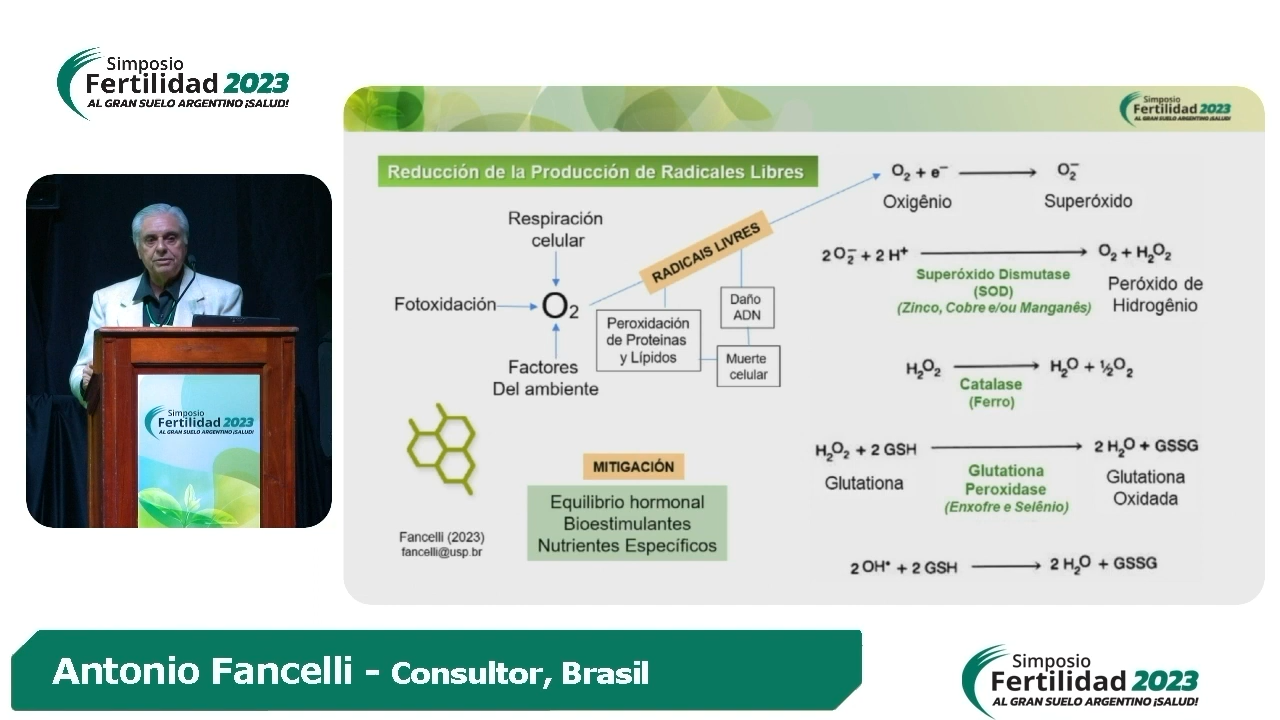 Simposio
Fertilidad 2023
AL GRAN SUELO ARGENTINO ¡SALUD!
Simposio
Fertilidad 2023
AL GRAN SUELO ARGENTINO ¡SALUD!
Reducción de la Producción de Radicales Libres
Respiración
celular
Fotoxidación
O₂
Factores
Del ambiente
RADICAIS LIVRES
Peroxidación
de Proteinas
y Lípidos
Daño
ADN
Muerte
celular
MITIGACIÓN
Equilibrio hormonal
Bioestimulantes
Nutrientes Específicos
Fancelli (2023)
fancelli@usp.br
O₂ + e⁻ → O₂⁻
Oxigênio Superóxido
2 O₂⁻ + 2 H⁺ → O₂ + H₂O₂
Superóxido Dismutase
(SOD)
(Zinco, Cobre e/ou Manganês)
Peróxido de
Hidrogênio
H₂O₂ → H₂O + ½O₂
Catalase
(Ferro)
H₂O₂ + 2 GSH → 2 H₂O + GSSG
Glutationa
Glutationa
Peroxidase
(Enxofre e Selênio)
Glutationa
Oxidada
2 OH• + 2 GSH → 2 H₂O + GSSG
Simposio
Fertilidad 2023
AL GRAN SUELO ARGENTINO ¡SALUD!
Antonio Fancelli - Consultor, Brasil
Simposio
Fertilidad 2023
AL GRAN SUELO ARGENTINO ¡SALUD!